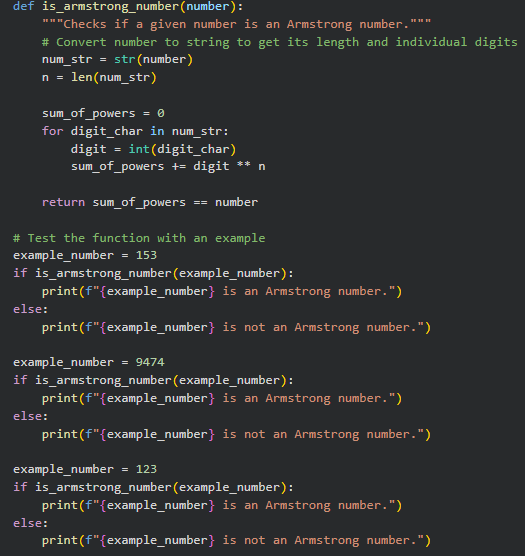 def is_armstrong_number(number):
    """Checks if a given number is an Armstrong number."""
    # Convert number to string to get its length and individual digits
    num_str = str(number)
    n = len(num_str)

    sum_of_powers = 0
    for digit_char in num_str:
        digit = int(digit_char)
        sum_of_powers += digit ** n

    return sum_of_powers == number

# Test the function with an example
example_number = 153
if is_armstrong_number(example_number):
    print(f"{example_number} is an Armstrong number.")
else:
    print(f"{example_number} is not an Armstrong number.")

example_number = 9474
if is_armstrong_number(example_number):
    print(f"{example_number} is an Armstrong number.")
else:
    print(f"{example_number} is not an Armstrong number.")

example_number = 123
if is_armstrong_number(example_number):
    print(f"{example_number} is an Armstrong number.")
else:
    print(f"{example_number} is not an Armstrong number.")